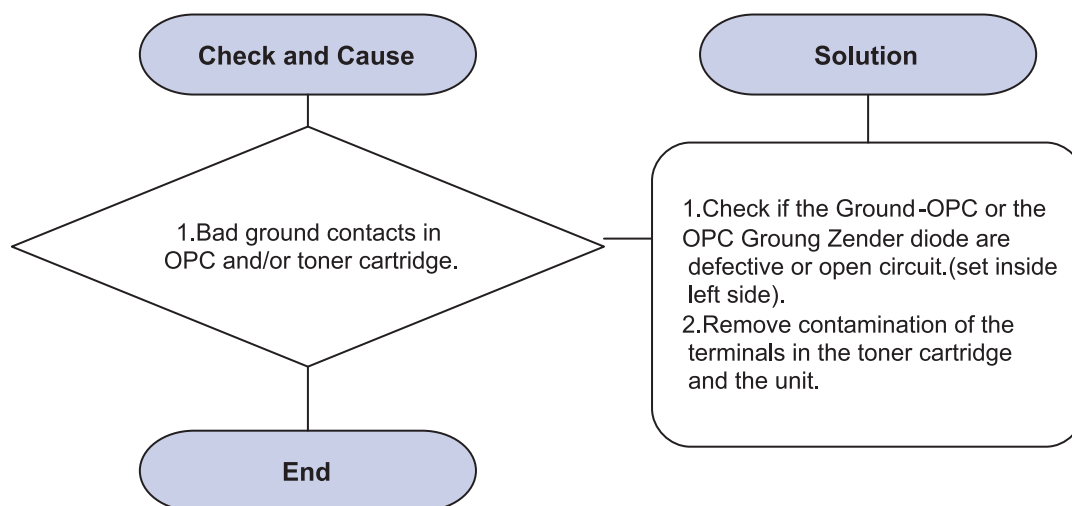 Check and Cause
1.Bad ground contacts in
OPC and/or toner cartridge.
End
Solution
1.Check if the Ground-OPC or the
OPC Groung Zender diode are
defective or open circuit.(set inside
left side).
2.Remove contamination of the
terminals in the toner cartridge
and the unit.